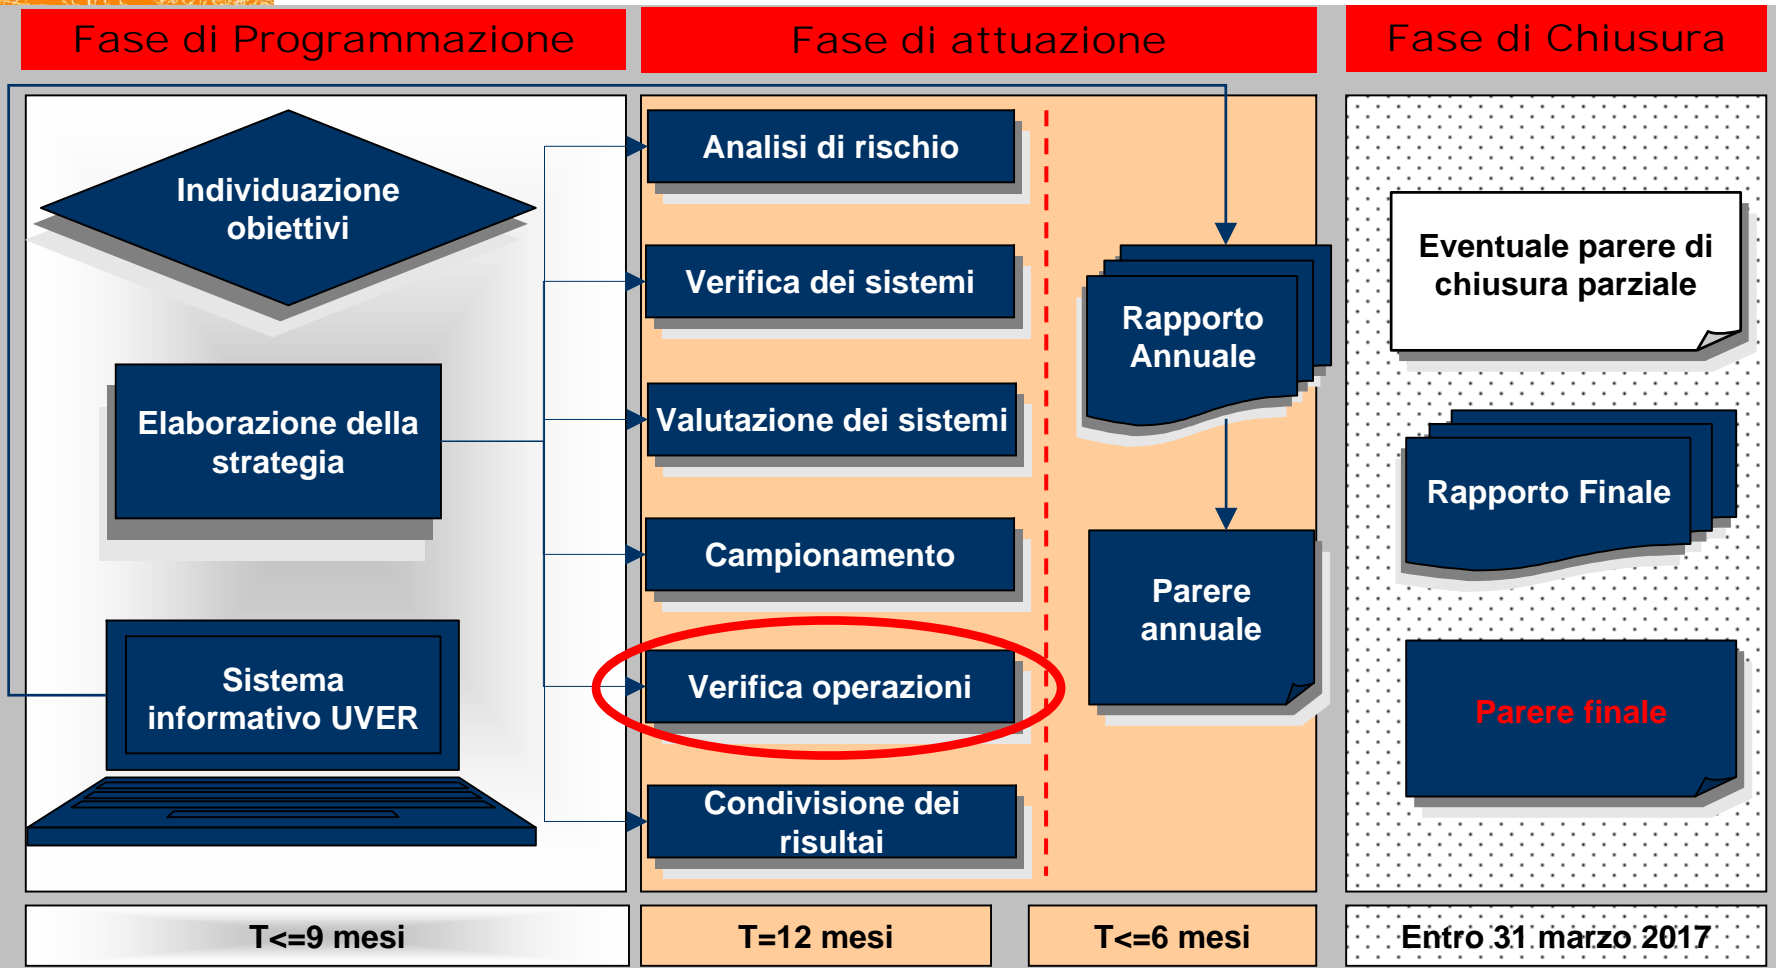 Fase di Programmazione
Fase di attuazione
Fase di Chiusura
Individuazione
obiettivi
Elaborazione della
strategia
Sistema
informativo UVER
Analisi di rischio
Verifica dei sistemi
Valutazione dei sistemi
Campionamento
Verifica operazioni
Condivisione dei
risultai
Rapporto
Annuale
Parere
annuale
Eventuale parere di
chiusura parziale
Rapporto Finale
Parere finale
T<=9 mesi
T=12 mesi
T<=6 mesi
Entro 31 marzo 2017